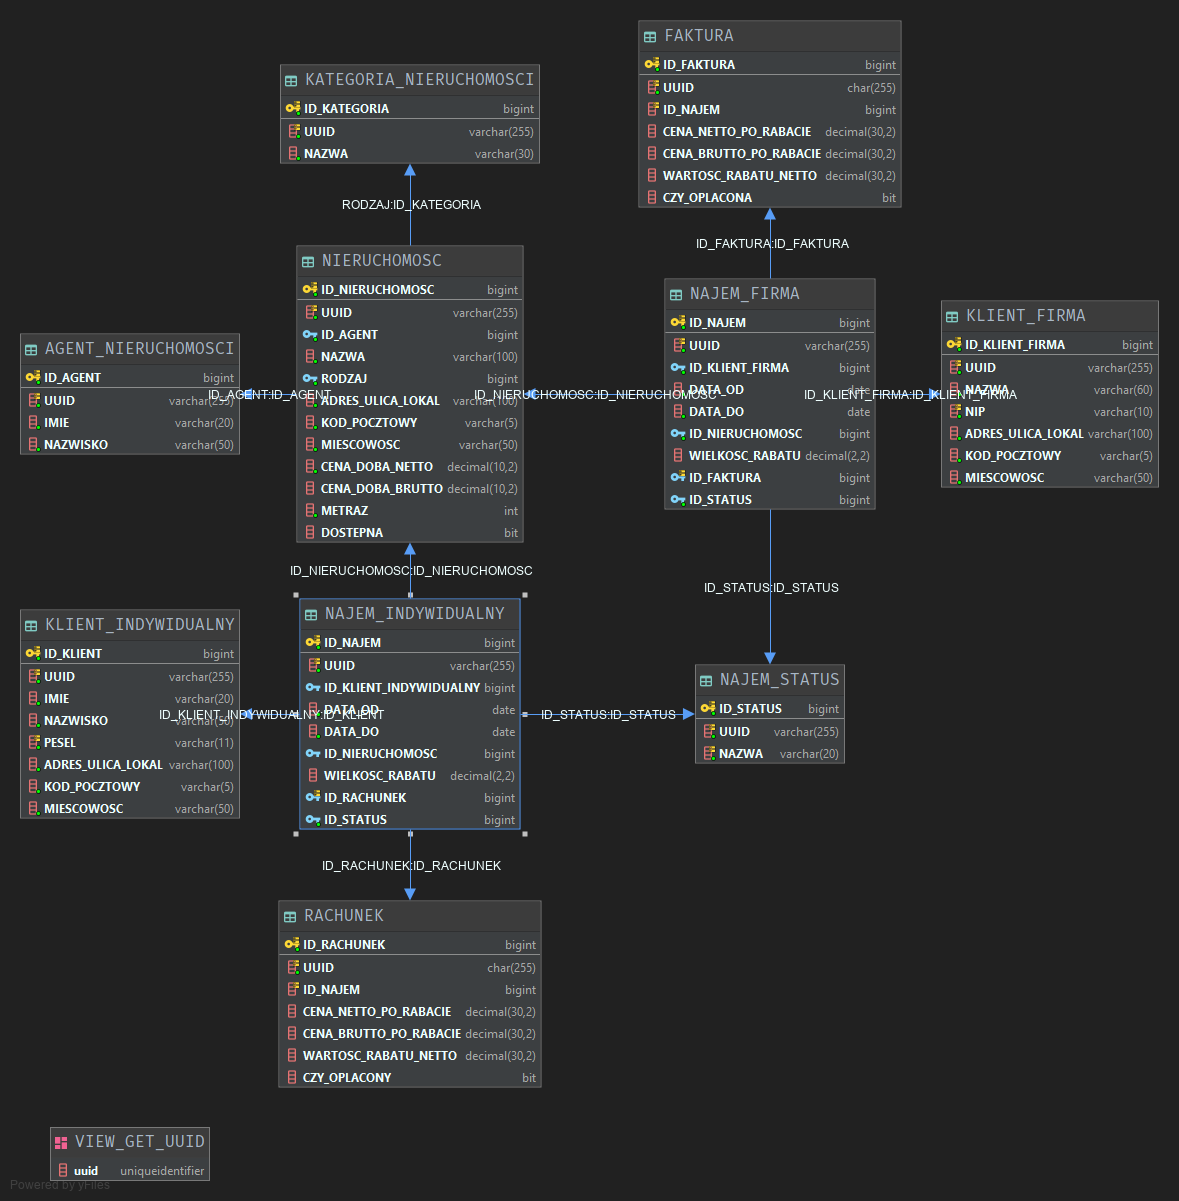 FAKTURA
ID_FAKTURA bigint
UUID char(255)
ID_NAJEM bigint
CENA_NETTO_PO_RABACIE decimal(30,2)
CENA_BRUTTO_PO_RABACIE decimal(30,2)
WARTOSC_RABATU_NETTO decimal(30,2)
CZY_OPLACONA bit
KATEGORIA_NIERUCHOMOSCI
ID_KATEGORIA bigint
UUID varchar(255)
NAZWA varchar(30)
RODZAJ:ID_KATEGORIA
ID_FAKTURA:ID_FAKTURA
NIERUCHOMOSC
ID_NIERUCHOMOSC bigint
UUID varchar(255)
ID_AGENT bigint
NAZWA varchar(100)
RODZAJ bigint
ADRES_ULICA_LOKAL varchar(100)
KOD_POCZTOWY varchar(5)
MIESCOWOSC varchar(50)
CENA_DOBA_NETTO decimal(10,2)
CENA_DOBA_BRUTTO decimal(10,2)
METRAZ int
DOSTEPNA bit
NAJEM_FIRMA
ID_NAJEM bigint
UUID varchar(255)
ID_KLIENT_FIRMA bigint
DATA_OD date
DATA_DO date
ID_NIERUCHOMOSC bigint
WIELKOSC_RABATU decimal(2,2)
ID_FAKTURA bigint
ID_STATUS bigint
KLIENT_FIRMA
ID_KLIENT_FIRMA bigint
UUID varchar(255)
NAZWA varchar(60)
NIP varchar(10)
ADRES_ULICA_LOKAL varchar(100)
KOD_POCZTOWY varchar(5)
MIESCOWOSC varchar(50)
AGENT_NIERUCHOMOSCI
ID_AGENT bigint
UUID varchar(255)
IMIE varchar(20)
NAZWISKO varchar(50)
ID_AGENT:ID_AGENT
ID_NIERUCHOMOSC:ID_NIERUCHOMOSC
ID_KLIENT_FIRMA:ID_KLIENT_FIRMA
ID_NIERUCHOMOSC:ID_NIERUCHOMOSC
ID_STATUS:ID_STATUS
KLIENT_INDYWIDUALNY
ID_KLIENT bigint
UUID varchar(255)
IMIE varchar(20)
NAZWISKO varchar(50)
PESEL varchar(11)
ADRES_ULICA_LOKAL varchar(100)
KOD_POCZTOWY varchar(5)
MIESCOWOSC varchar(50)
ID_KLIENT_INDYWIDUALNY:ID_KLIENT
NAJEM_INDYWIDUALNY
ID_NAJEM bigint
UUID varchar(255)
ID_KLIENT_INDYWIDUALNY bigint
DATA_OD date
DATA_DO date
ID_NIERUCHOMOSC bigint
WIELKOSC_RABATU decimal(2,2)
ID_RACHUNEK bigint
ID_STATUS bigint
ID_STATUS:ID_STATUS
NAJEM_STATUS
ID_STATUS bigint
UUID varchar(255)
NAZWA varchar(20)
ID_RACHUNEK:ID_RACHUNEK
RACHUNEK
ID_RACHUNEK bigint
UUID char(255)
ID_NAJEM bigint
CENA_NETTO_PO_RABACIE decimal(30,2)
CENA_BRUTTO_PO_RABACIE decimal(30,2)
WARTOSC_RABATU_NETTO decimal(30,2)
CZY_OPLACONY bit
VIEW_GET_UUID
uuid uniqueidentifier
Powered by yFiles